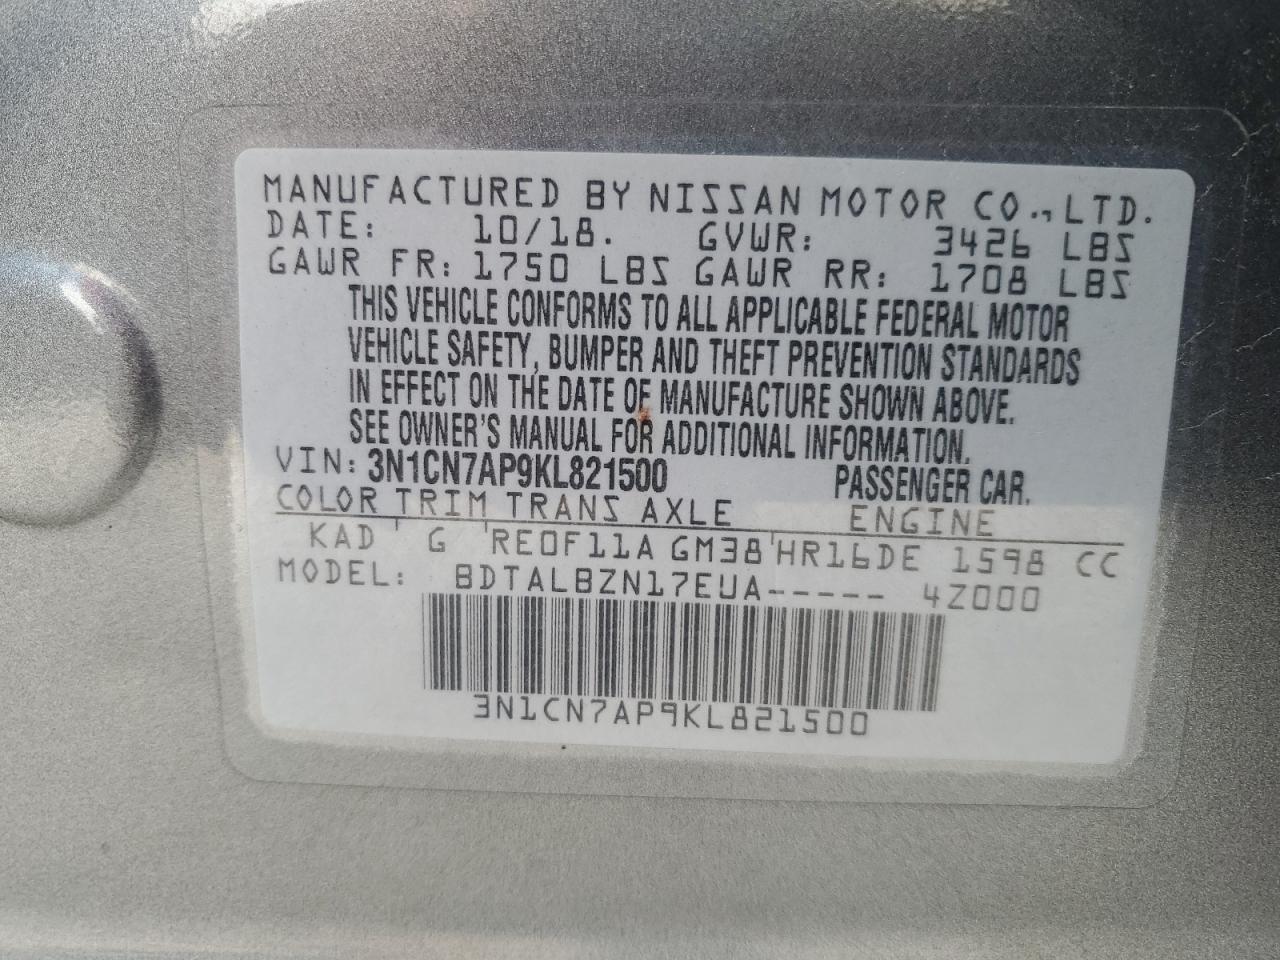 MANUFACTURED BY NISSAN MOTOR CO., LTD.
DATE: 10/18. GVWR: 3426 LBS
GAWR FR: 1750 LBS GAWR RR: 1708 LBS
THIS VEHICLE CONFORMS TO ALL APPLICABLE FEDERAL MOTOR
VEHICLE SAFETY, BUMPER AND THEFT PREVENTION STANDARDS
IN EFFECT ON THE DATE OF MANUFACTURE SHOWN ABOVE.
SEE OWNER'S MANUAL FOR ADDITIONAL INFORMATION.
VIN: 3N1CN7AP9KL821500 PASSENGER CAR.
COLOR TRIM TRANS AXLE ENGINE
KAD G RE0F11A GM38 HR16DE 1598 CC
MODEL: BDTALBZN17EUA----- 4Z000
3N1CN7AP9KL821500